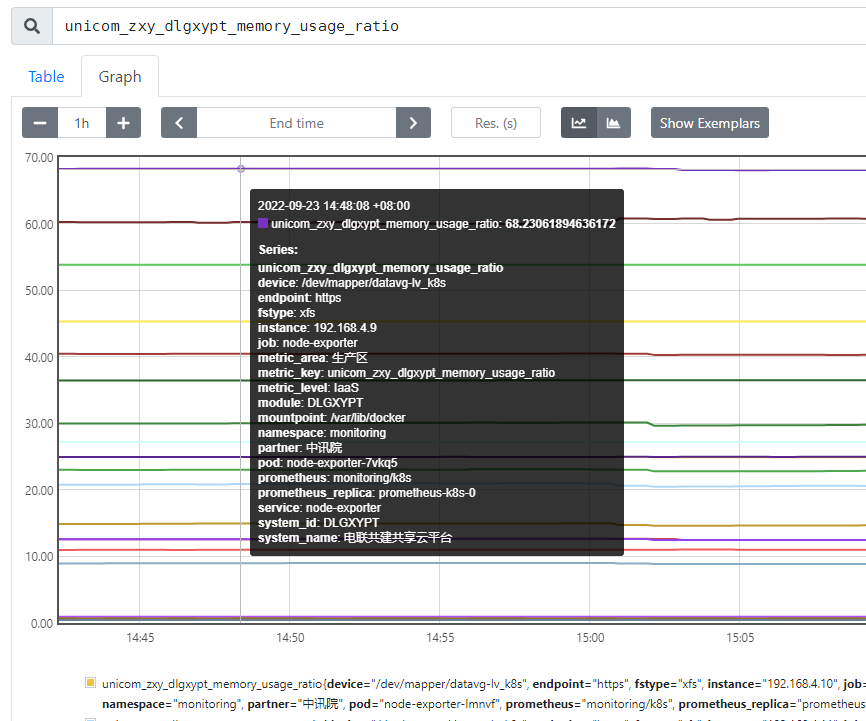 unicom_zxy_dlgxypt_memory_usage_ratio
Table Graph
1h End time Res. (s) Show Exemplars
70.00
60.00
50.00
40.00
30.00
20.00
10.00
0.00
2022-09-23 14:48:08 +08:00
unicom_zxy_dlgxypt_memory_usage_ratio: 68.23061894636172
Series:
unicom_zxy_dlgxypt_memory_usage_ratio
device: /dev/mapper/datavg-lv_k8s
endpoint: https
fstype: xfs
instance: 192.168.4.9
job: node-exporter
metric_area: 生产区
metric_key: unicom_zxy_dlgxypt_memory_usage_ratio
metric_level: IaaS
module: DLGXYPT
mountpoint: /var/lib/docker
namespace: monitoring
partner: 中讯院
pod: node-exporter-7vkq5
prometheus: monitoring/k8s
prometheus_replica: prometheus-k8s-0
service: node-exporter
system_id: DLGXYPT
system_name: 电联共建共享云平台
14:45 14:50 14:55 15:00 15:05
unicom_zxy_dlgxypt_memory_usage_ratio{device="/dev/mapper/datavg-lv_k8s", endpoint="https", fstype="xfs", instance="192.168.4.10", job=
namespace="monitoring", partner="中讯院", pod="node-exporter-lmnvf", prometheus="monitoring/k8s", prometheus_replica="prometheus